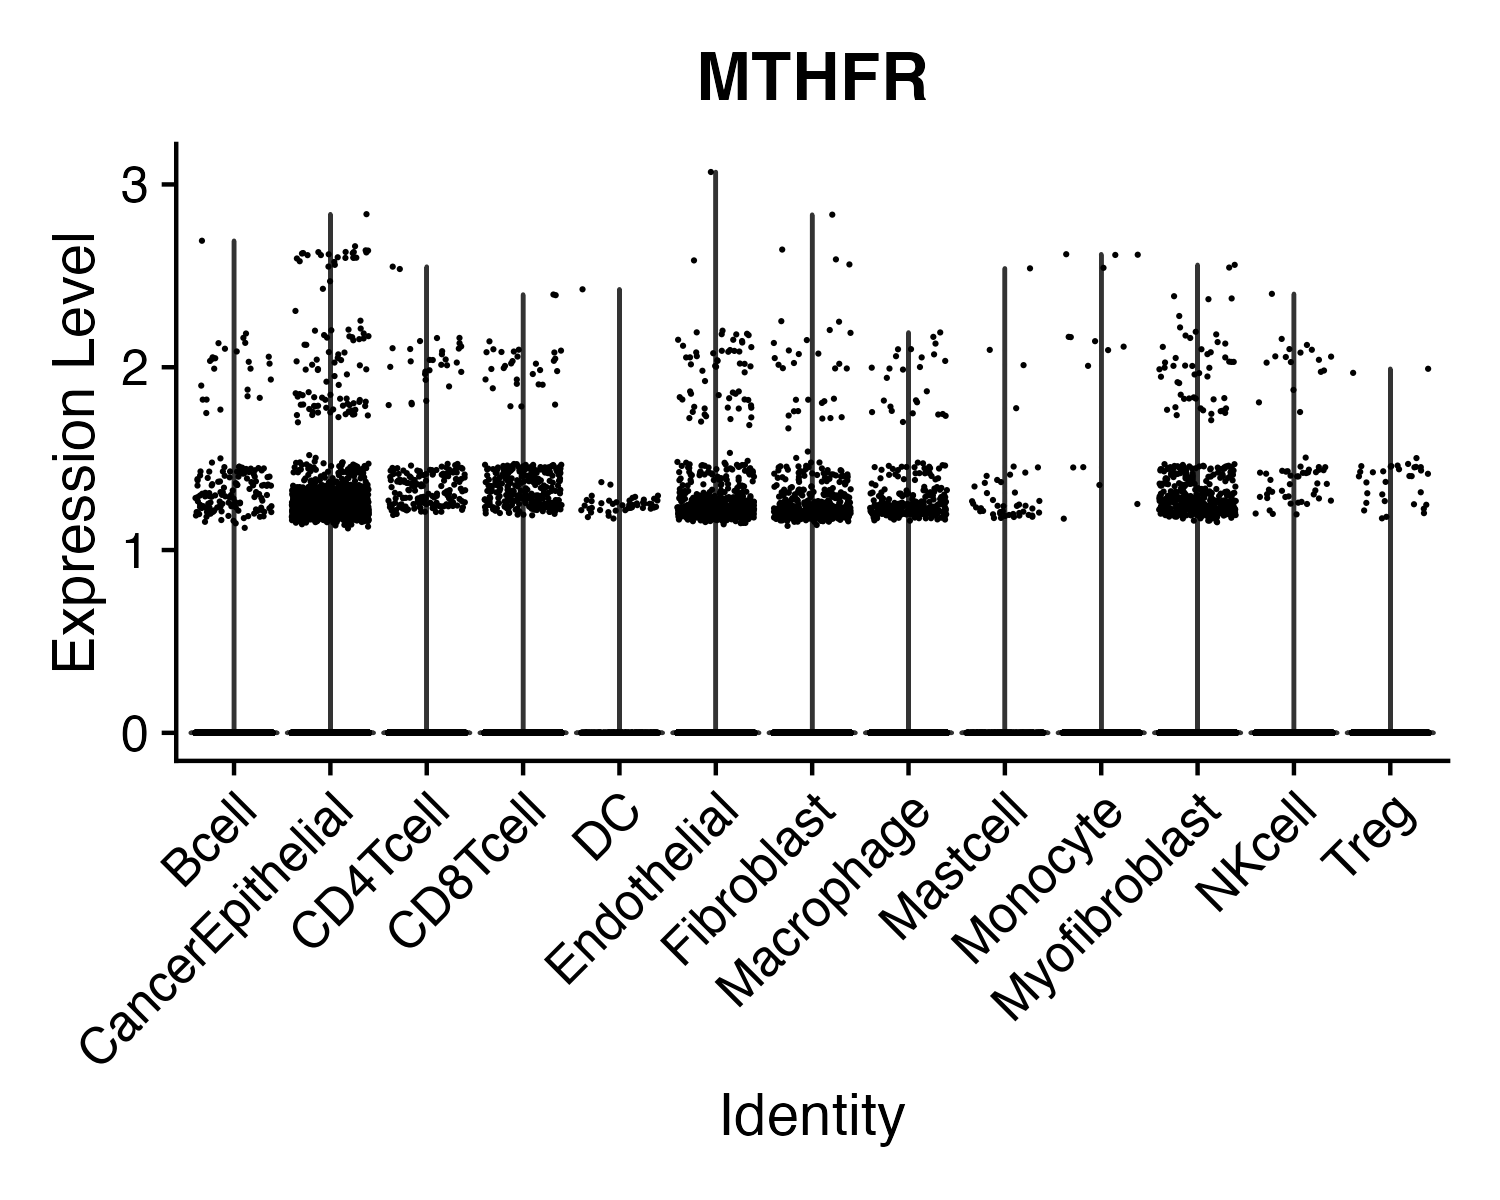 MTHFR
Expression Level
3
2
1
0
Bcell
CancerEpithelial
CD4Tcell
CD8Tcell
DC
Endothelial
Fibroblast
Macrophage
Mastcell
Monocyte
Myofibroblast
NKcell
Treg
Identity